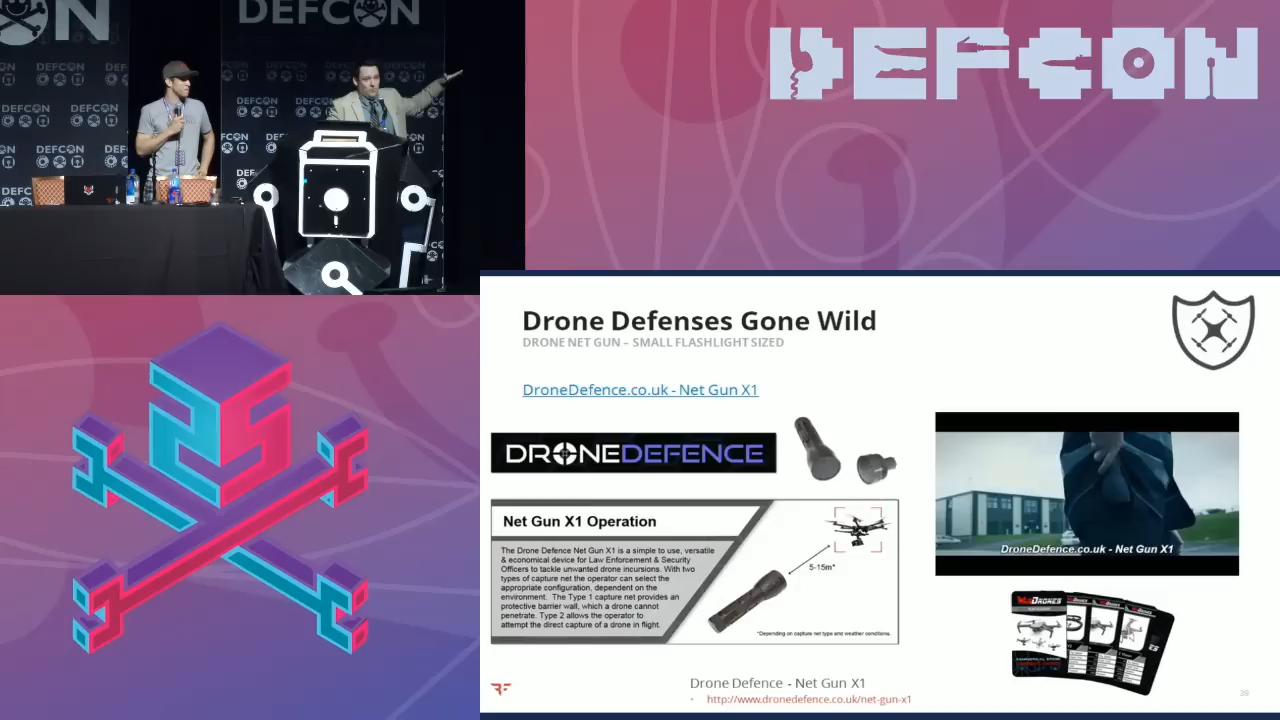 DEFCON
DEFCON
DEFCON
DEFCON
Drone Defenses Gone Wild
DRONE NET GUN – SMALL FLASHLIGHT SIZED
DroneDefence.co.uk - Net Gun X1
DRONEDEFENCE
Net Gun X1 Operation
The Drone Defence Net Gun X1 is a simple to use, versatile
& economical device for Law Enforcement & Security
Officers to tackle unwanted drone incursions. With two
types of capture net the operator can select the
appropriate configuration, dependent on the
environment. The Type 1 capture net provides an
protective barrier wall, which a drone cannot
penetrate. Type 2 allows the operator to
attempt the direct capture of a drone in flight.
5-15m*
*Depending on capture net type and weather conditions.
DroneDefence.co.uk - Net Gun X1
Drone Defence - Net Gun X1
• http://www.dronedefence.co.uk/net-gun-x1
39